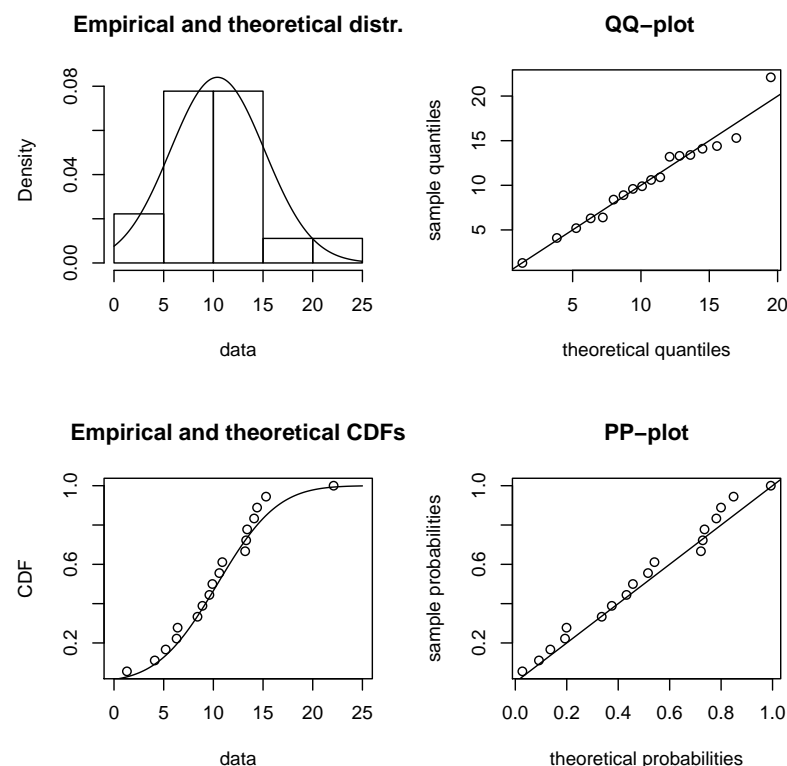 Empirical and theoretical distr.
Density
0.00 0.04 0.08
0 5 10 15 20 25
data
QQ−plot
sample quantiles
5 10 15 20
5 10 15 20
theoretical quantiles
Empirical and theoretical CDFs
CDF
0.2 0.6 1.0
0 5 10 15 20 25
data
PP−plot
sample probabilities
0.2 0.6 1.0
0.0 0.2 0.4 0.6 0.8 1.0
theoretical probabilities